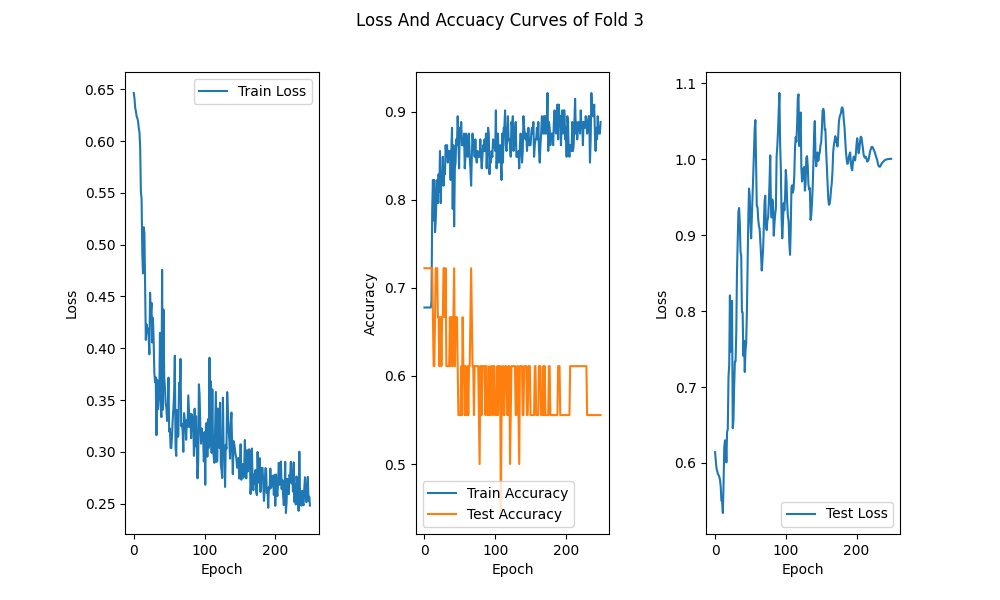 Loss And Accuacy Curves of Fold 3
0.65
0.60
0.55
0.50
0.45
0.40
0.35
0.30
0.25
Loss
0
100
200
Epoch
Train Loss
0.9
0.8
0.7
0.6
0.5
Accuracy
0
100
200
Epoch
Train Accuracy
Test Accuracy
1.1
1.0
0.9
0.8
0.7
0.6
Loss
0
100
200
Epoch
Test Loss